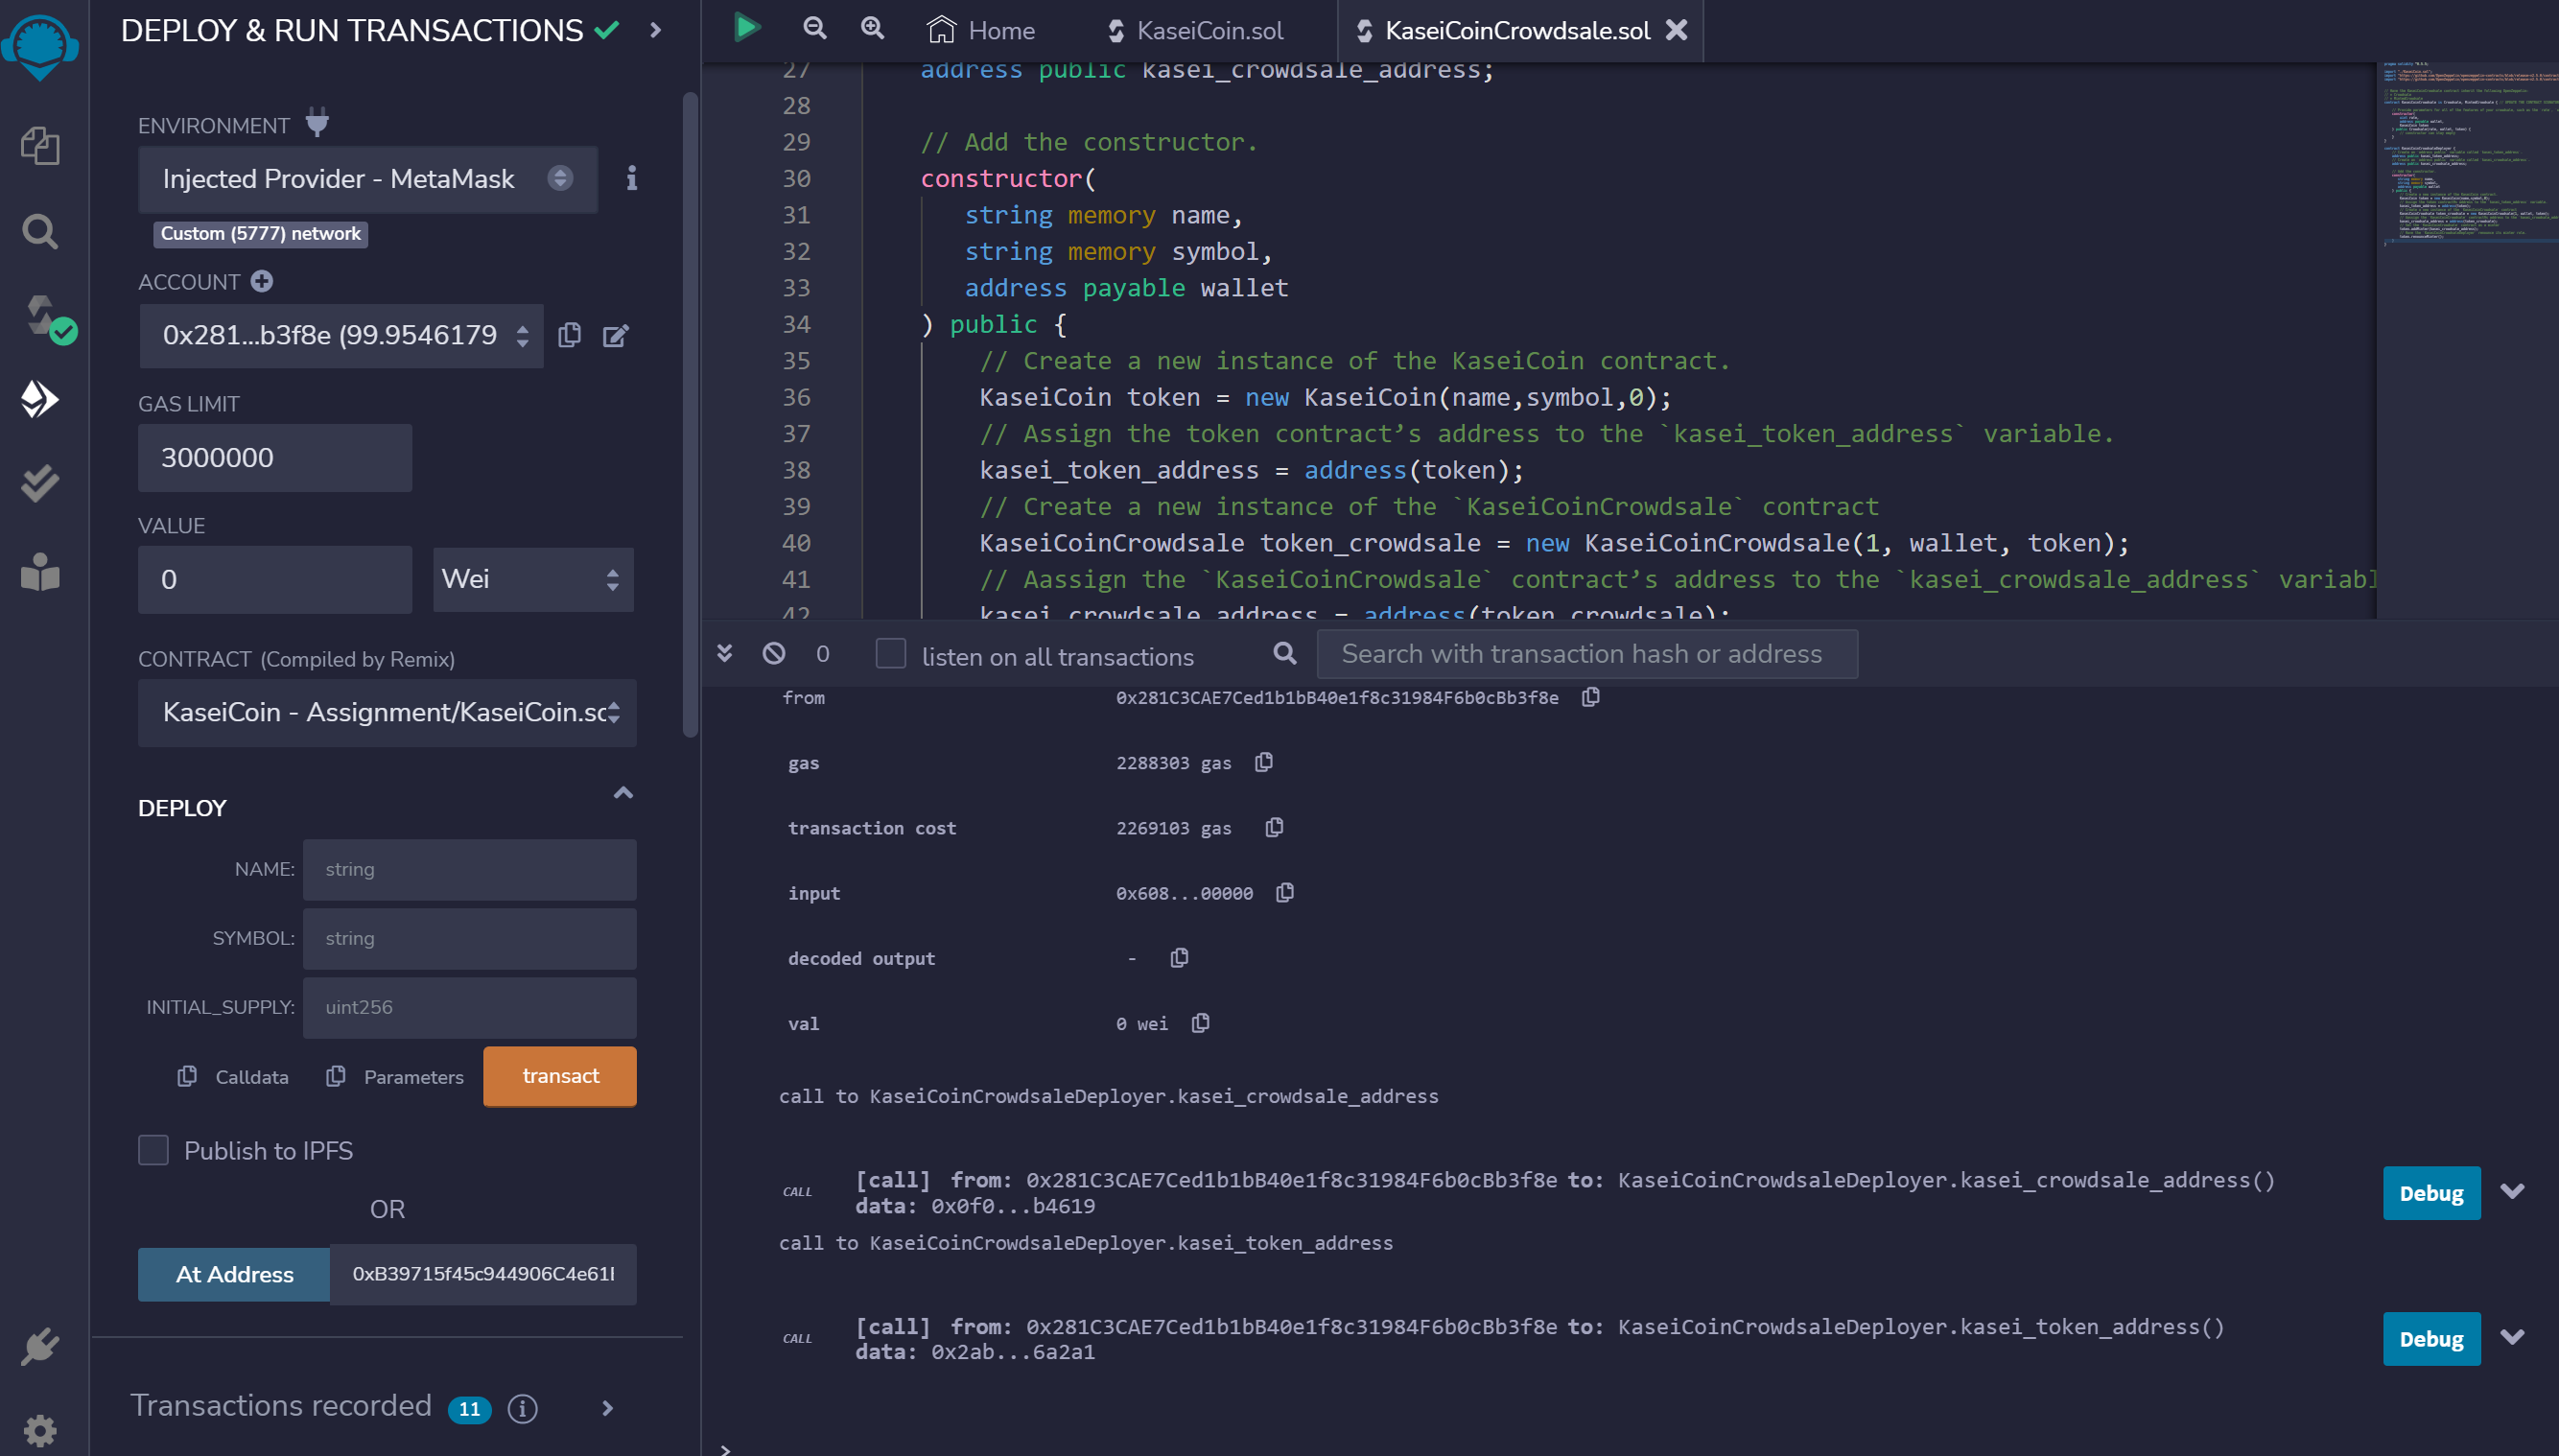 DEPLOY & RUN TRANSACTIONS
ENVIRONMENT
Injected Provider - MetaMask
Custom (5777) network
ACCOUNT
0x281...b3f8e (99.9546179
GAS LIMIT
3000000
VALUE
0
Wei
CONTRACT (Compiled by Remix)
KaseiCoin - Assignment/KaseiCoin.sc
DEPLOY
NAME: string
SYMBOL: string
INITIAL_SUPPLY: uint256
Calldata Parameters transact
Publish to IPFS
OR
At Address 0xB39715f45c944906C4e61
Transactions recorded 11
Home KaseiCoin.sol KaseiCoinCrowdsale.sol
27 address public kasei_crowdsale_address;
28
29 // Add the constructor.
30 constructor(
31 string memory name,
32 string memory symbol,
33 address payable wallet
34 ) public {
35 // Create a new instance of the KaseiCoin contract.
36 KaseiCoin token = new KaseiCoin(name,symbol,0);
37 // Assign the token contract’s address to the `kasei_token_address` variable.
38 kasei_token_address = address(token);
39 // Create a new instance of the `KaseiCoinCrowdsale` contract
40 KaseiCoinCrowdsale token_crowdsale = new KaseiCoinCrowdsale(1, wallet, token);
41 // Aassign the `KaseiCoinCrowdsale` contract’s address to the `kasei_crowdsale_address` variabl
42 kasei_crowdsale_address = address(token_crowdsale);
0 listen on all transactions Search with transaction hash or address
from 0x281C3CAE7Ced1b1bB40e1f8c31984F6b0cBb3f8e
gas 2288303 gas
transaction cost 2269103 gas
input 0x608...00000
decoded output -
val 0 wei
call to KaseiCoinCrowdsaleDeployer.kasei_crowdsale_address
CALL [call] from: 0x281C3CAE7Ced1b1bB40e1f8c31984F6b0cBb3f8e to: KaseiCoinCrowdsaleDeployer.kasei_crowdsale_address() Debug
data: 0x0f0...b4619
call to KaseiCoinCrowdsaleDeployer.kasei_token_address
CALL [call] from: 0x281C3CAE7Ced1b1bB40e1f8c31984F6b0cBb3f8e to: KaseiCoinCrowdsaleDeployer.kasei_token_address() Debug
data: 0x2ab...6a2a1
>